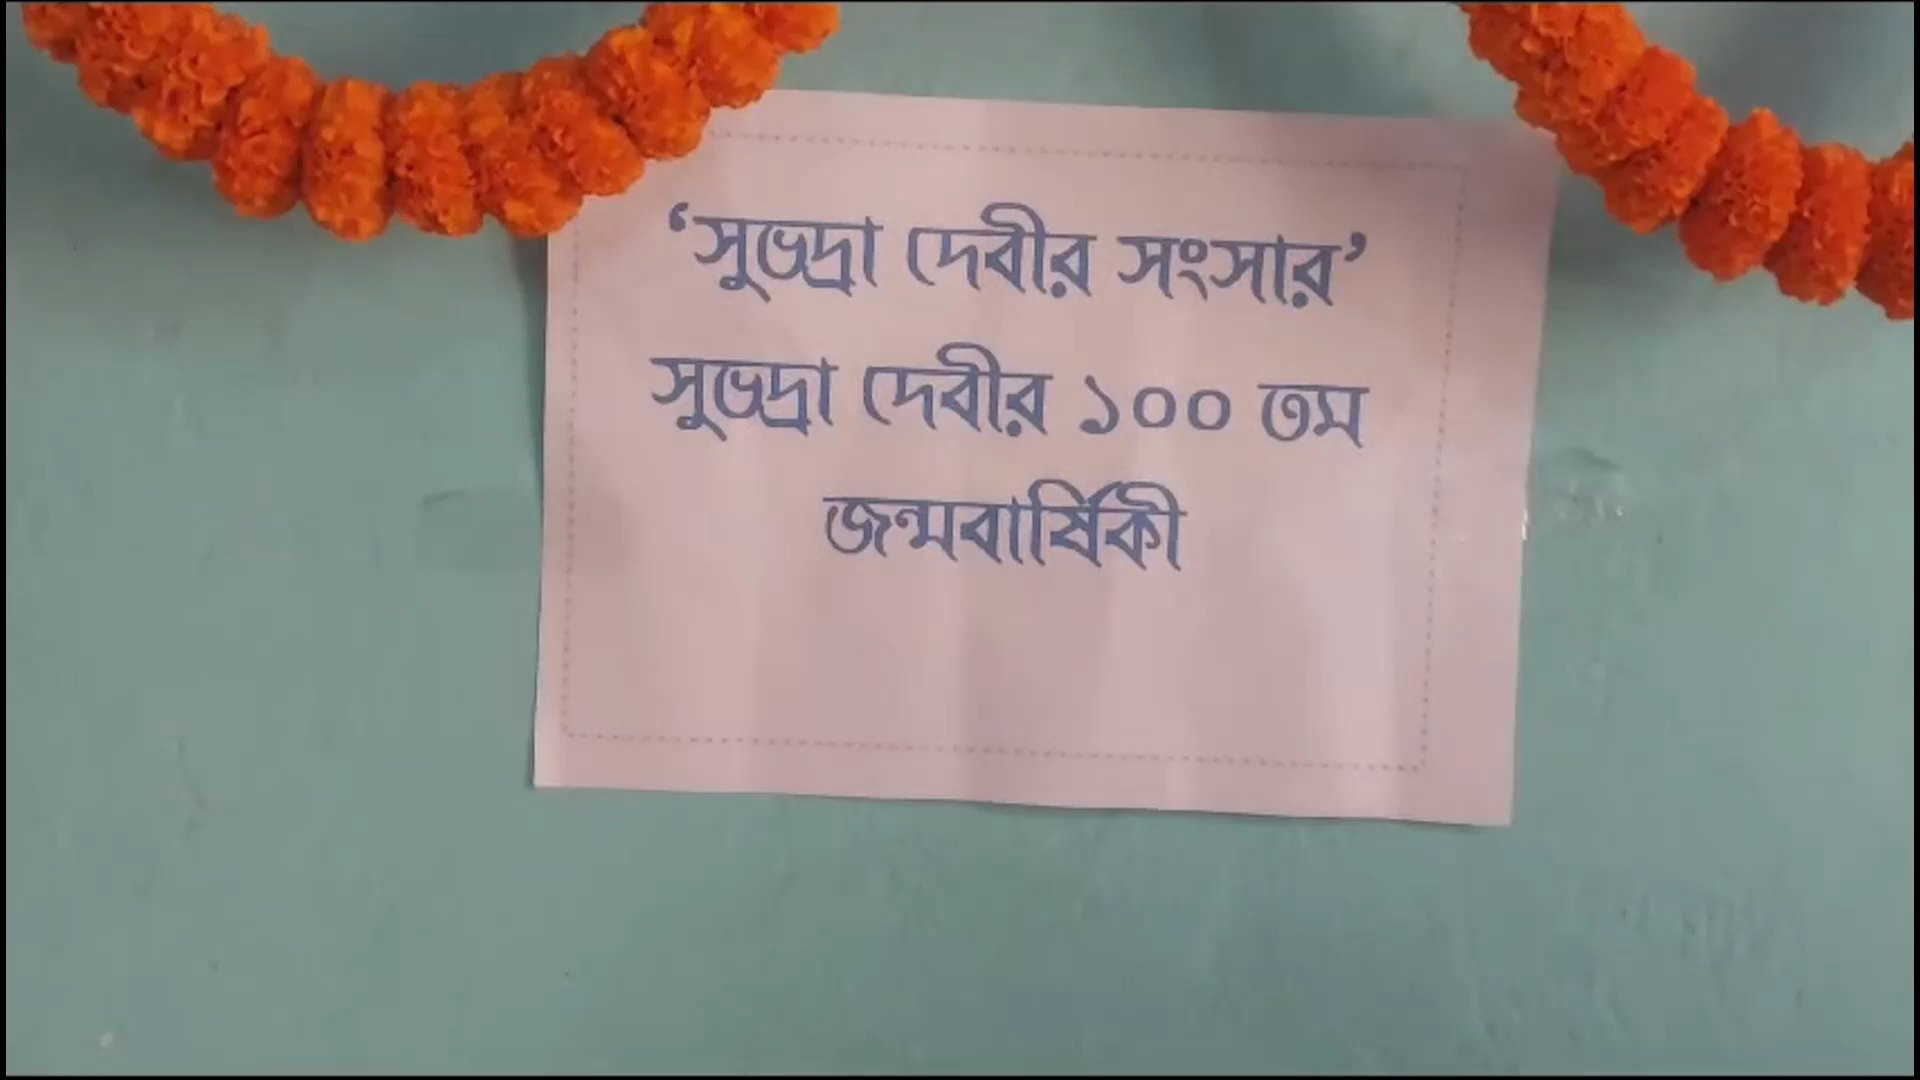 ‘সুভদ্রা দেবীর সংসার’
সুভদ্রা দেবীর ১০০ তম
জন্মবার্ষিকী